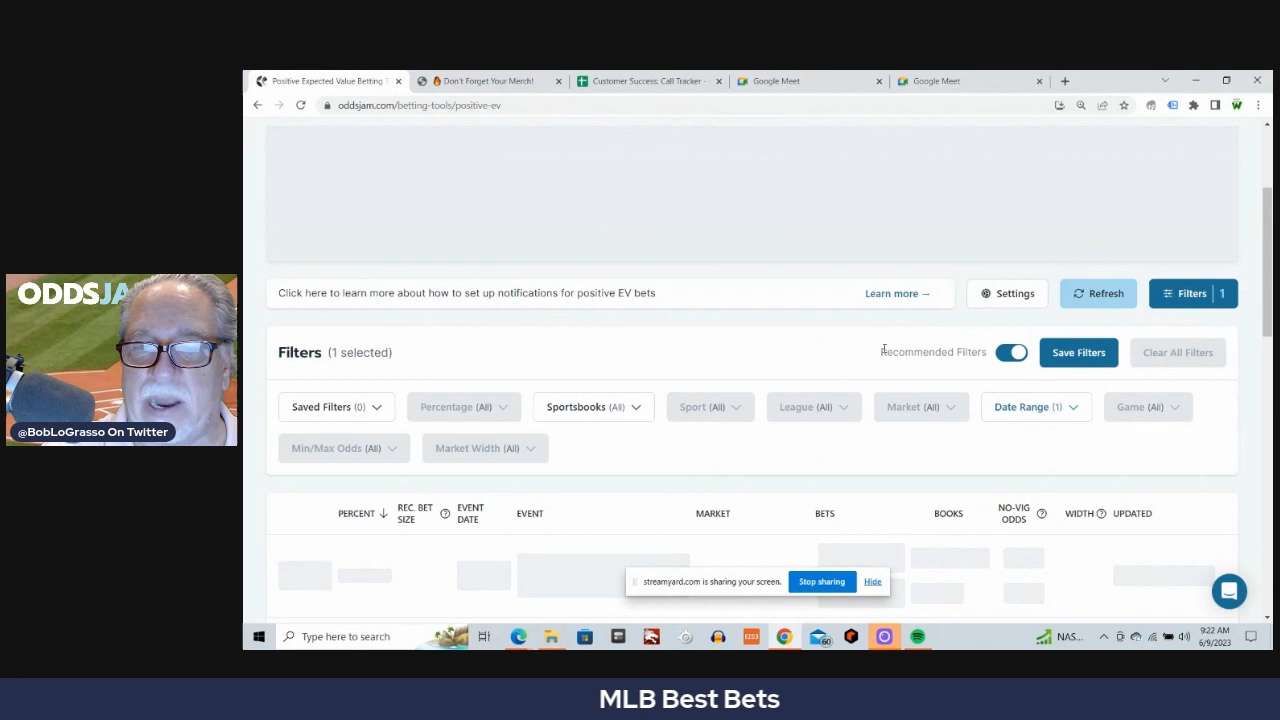 Positive Expected Value Betting T
Don't Forget Your Merch!
Customer Success: Call Tracker -
Google Meet
Google Meet
oddsjam.com/betting-tools/positive-ev
Click here to learn more about how to set up notifications for positive EV bets
Learn more →
Settings
Refresh
Filters 1
Filters (1 selected)
Recommended Filters
Save Filters
Clear All Filters
Saved Filters (0)
Percentage (All)
Sportsbooks (All)
Sport (All)
League (All)
Market (All)
Date Range (1)
Game (All)
Min/Max Odds (All)
Market Width (All)
PERCENT
REC. BET
SIZE
EVENT
DATE
EVENT
MARKET
BETS
BOOKS
NO-VIG
ODDS
WIDTH
UPDATED
streamyard.com is sharing your screen.
Stop sharing
Hide
ODDSJA
@BobLoGrasso On Twitter
Type here to search
EZD3
60
NAS...
9:22 AM
6/9/2023
MLB Best Bets